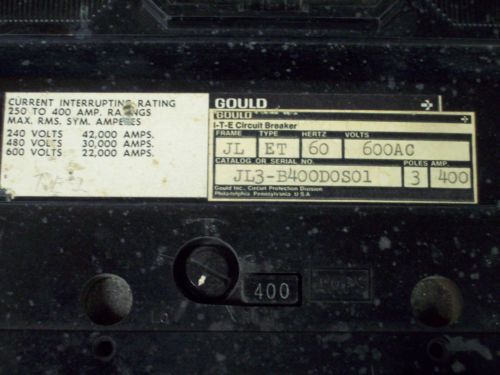 CURRENT INTERRUPTING RATING
250 TO 400 AMP. RATINGS
MAX. RMS. SYM. AMPERES
240 VOLTS 42,000 AMPS.
480 VOLTS 30,000 AMPS.
600 VOLTS 22,000 AMPS.
GOULD
GOULD
I-T-E Circuit Breaker
FRAME TYPE HERTZ VOLTS
JL ET 60 600AC
CATALOG OR SERIAL NO. POLES AMP.
JL3-B400D0S01 3 400
Gould Inc., Circuit Protection Division
Philadelphia Pennsylvania U.S.A.
400